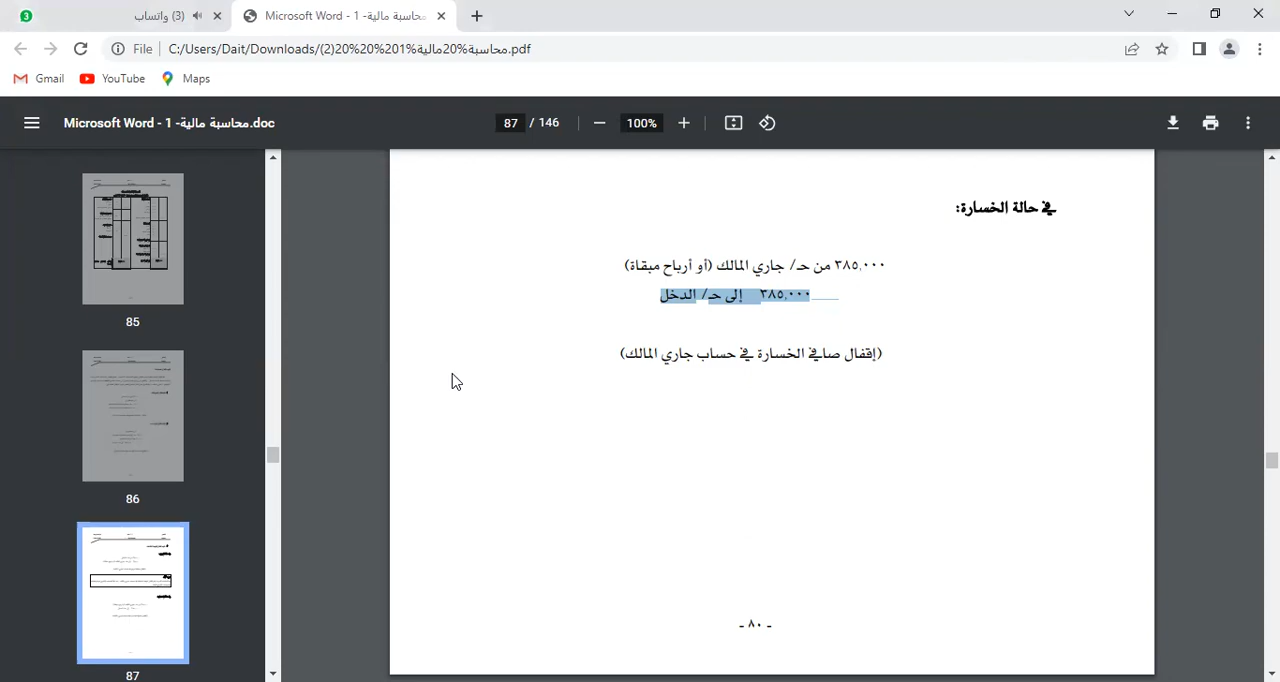 3
(3) واتساب
Microsoft Word - 1 -محاسبة مالية
File
C:/Users/Dait/Downloads/(2)20%20%201%محاسبة%20مالية.pdf
Gmail
YouTube
Maps
Microsoft Word - 1 -محاسبة مالية.doc
87 / 146
100%
85
86
87
في حالة الخسارة:
٣٨٥,٠٠٠ من حـ/ جاري المالك (أو أرباح مبقاة)
٣٨٥,٠٠٠ إلى حـ/ الدخل
(إقفال صافي الخسارة في حساب جاري المالك)
- ٨٠ -